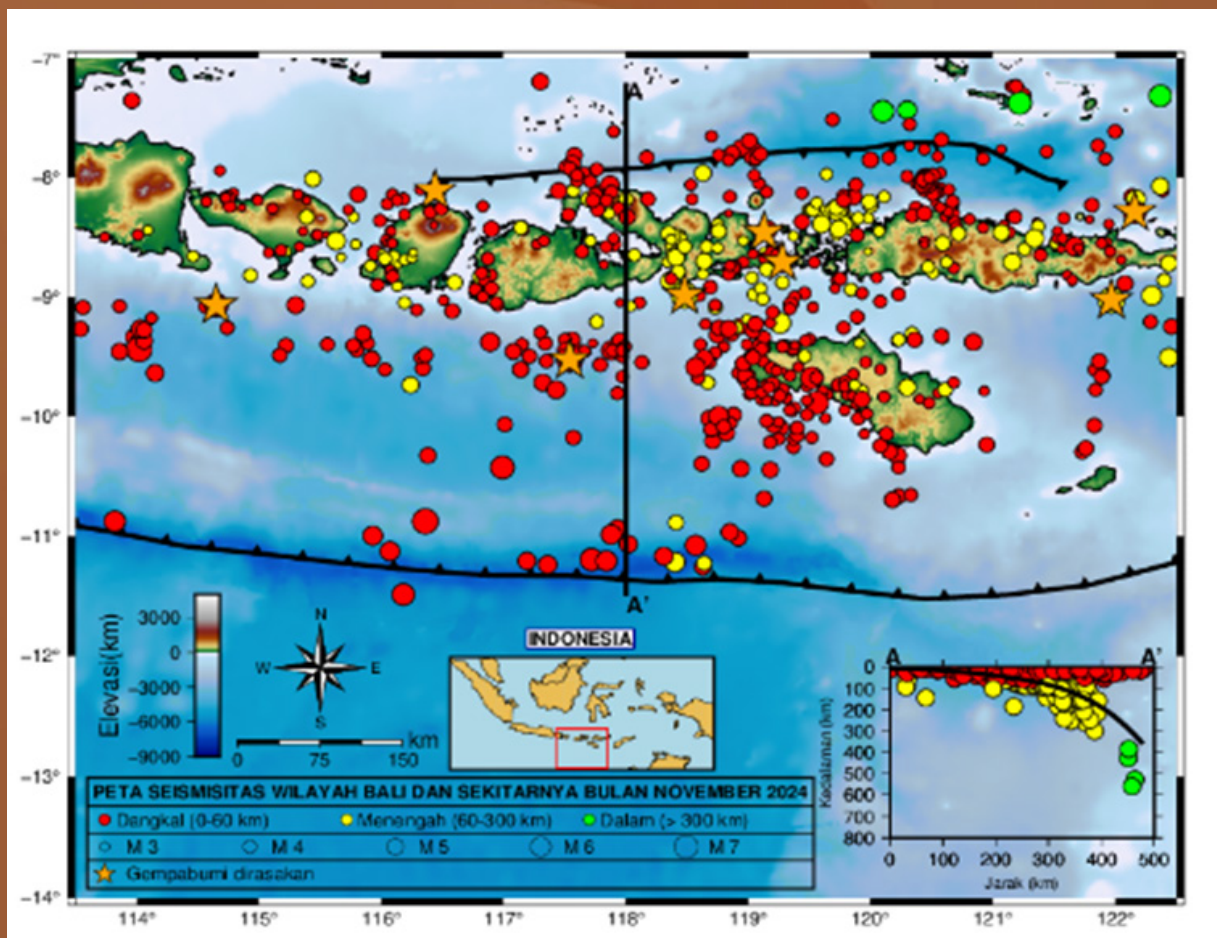 −7°
−8°
−9°
−10°
−11°
−12°
−13°
−14°
A
A'
Elevasi(km)
3000
0
−3000
−6000
−9000
N
W E
S
km
0 75 150
INDONESIA
A A'
Kedalaman (km)
0
100
200
300
400
500
600
700
800
0 100 200 300 400 500
Jarak (km)
PETA SEISMISITAS WILAYAH BALI DAN SEKITARNYA BULAN NOVEMBER 2024
Dangkal (0-60 km) Menengah (60-300 km) Dalam (> 300 km)
M 3 M 4 M 5 M 6 M 7
Gempabumi dirasakan
114° 115° 116° 117° 118° 119° 120° 121° 122°